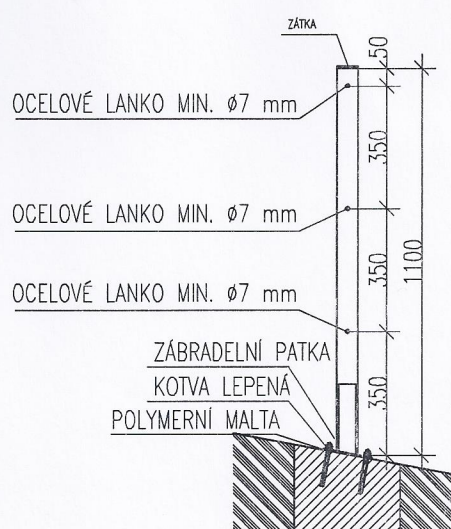 ZÁTKA
50
OCELOVÉ LANKO MIN. ø7 mm
350
OCELOVÉ LANKO MIN. ø7 mm
350
1100
OCELOVÉ LANKO MIN. ø7 mm
350
ZÁBRADELNÍ PATKA
KOTVA LEPENÁ
POLYMERNÍ MALTA